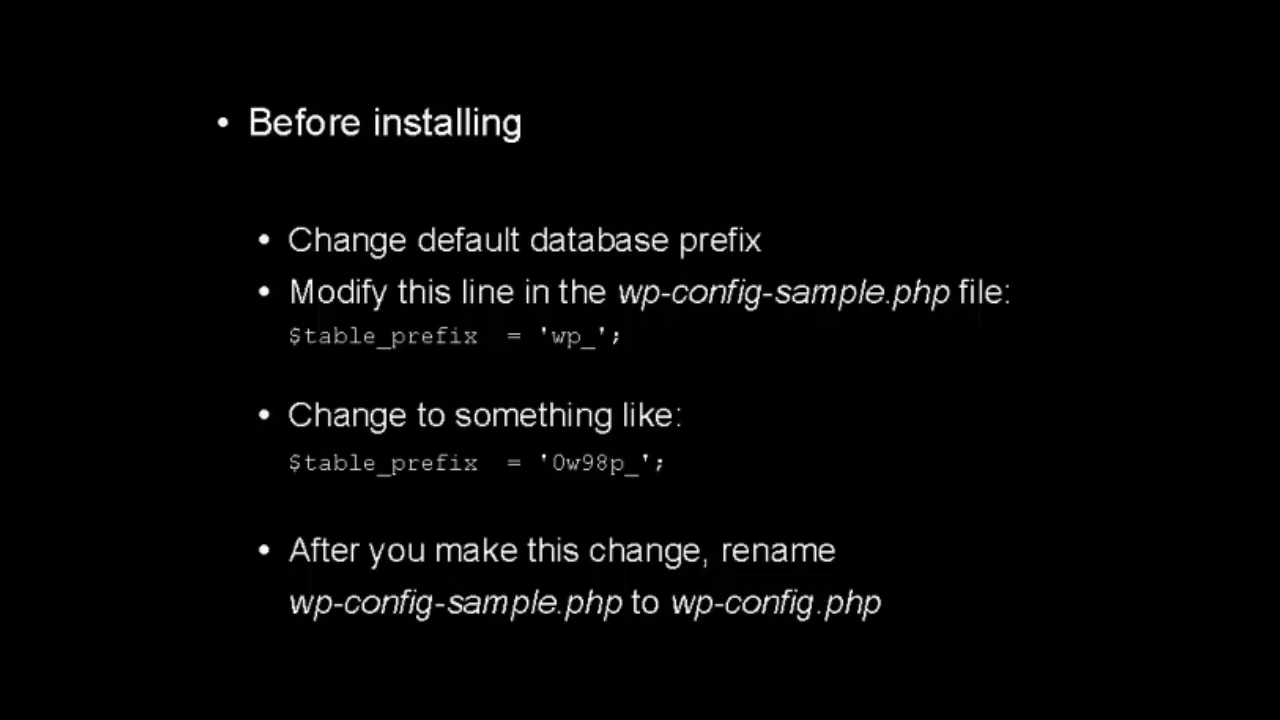 • Before installing
• Change default database prefix
• Modify this line in the wp-config-sample.php file:
$table_prefix  = 'wp_';
• Change to something like:
$table_prefix  = '0w98p_';
• After you make this change, rename
wp-config-sample.php to wp-config.php